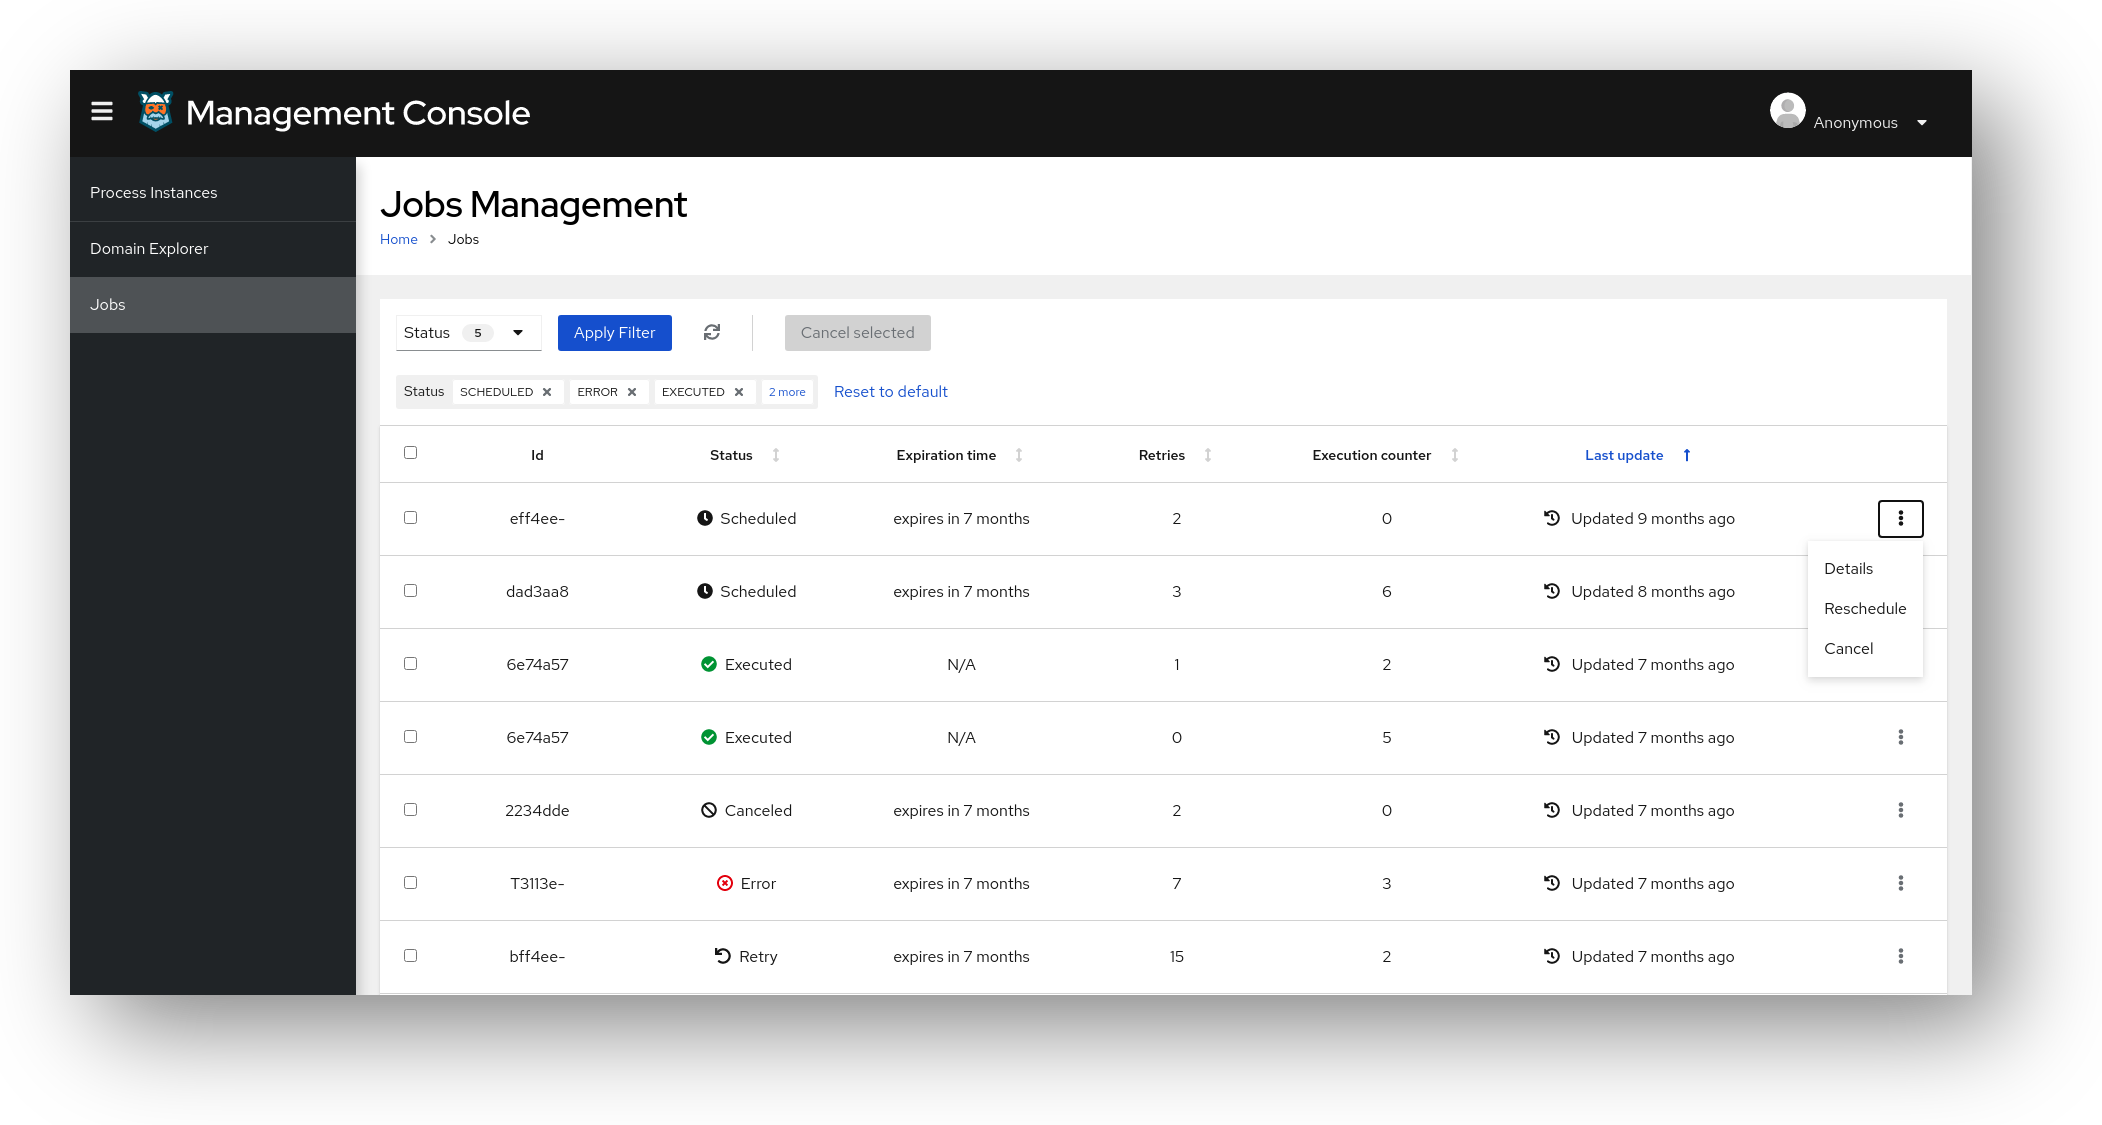 Management Console
Anonymous
Process Instances
Domain Explorer
Jobs
Jobs Management
Home > Jobs
Status 5 Apply Filter Cancel selected
Status SCHEDULED ERROR EXECUTED 2 more Reset to default
Id Status Expiration time Retries Execution counter Last update
eff4ee- Scheduled expires in 7 months 2 0 Updated 9 months ago
Details
Reschedule
Cancel
dad3aa8 Scheduled expires in 7 months 3 6 Updated 8 months ago
6e74a57 Executed N/A 1 2 Updated 7 months ago
6e74a57 Executed N/A 0 5 Updated 7 months ago
2234dde Canceled expires in 7 months 2 0 Updated 7 months ago
T3113e- Error expires in 7 months 7 3 Updated 7 months ago
bff4ee- Retry expires in 7 months 15 2 Updated 7 months ago